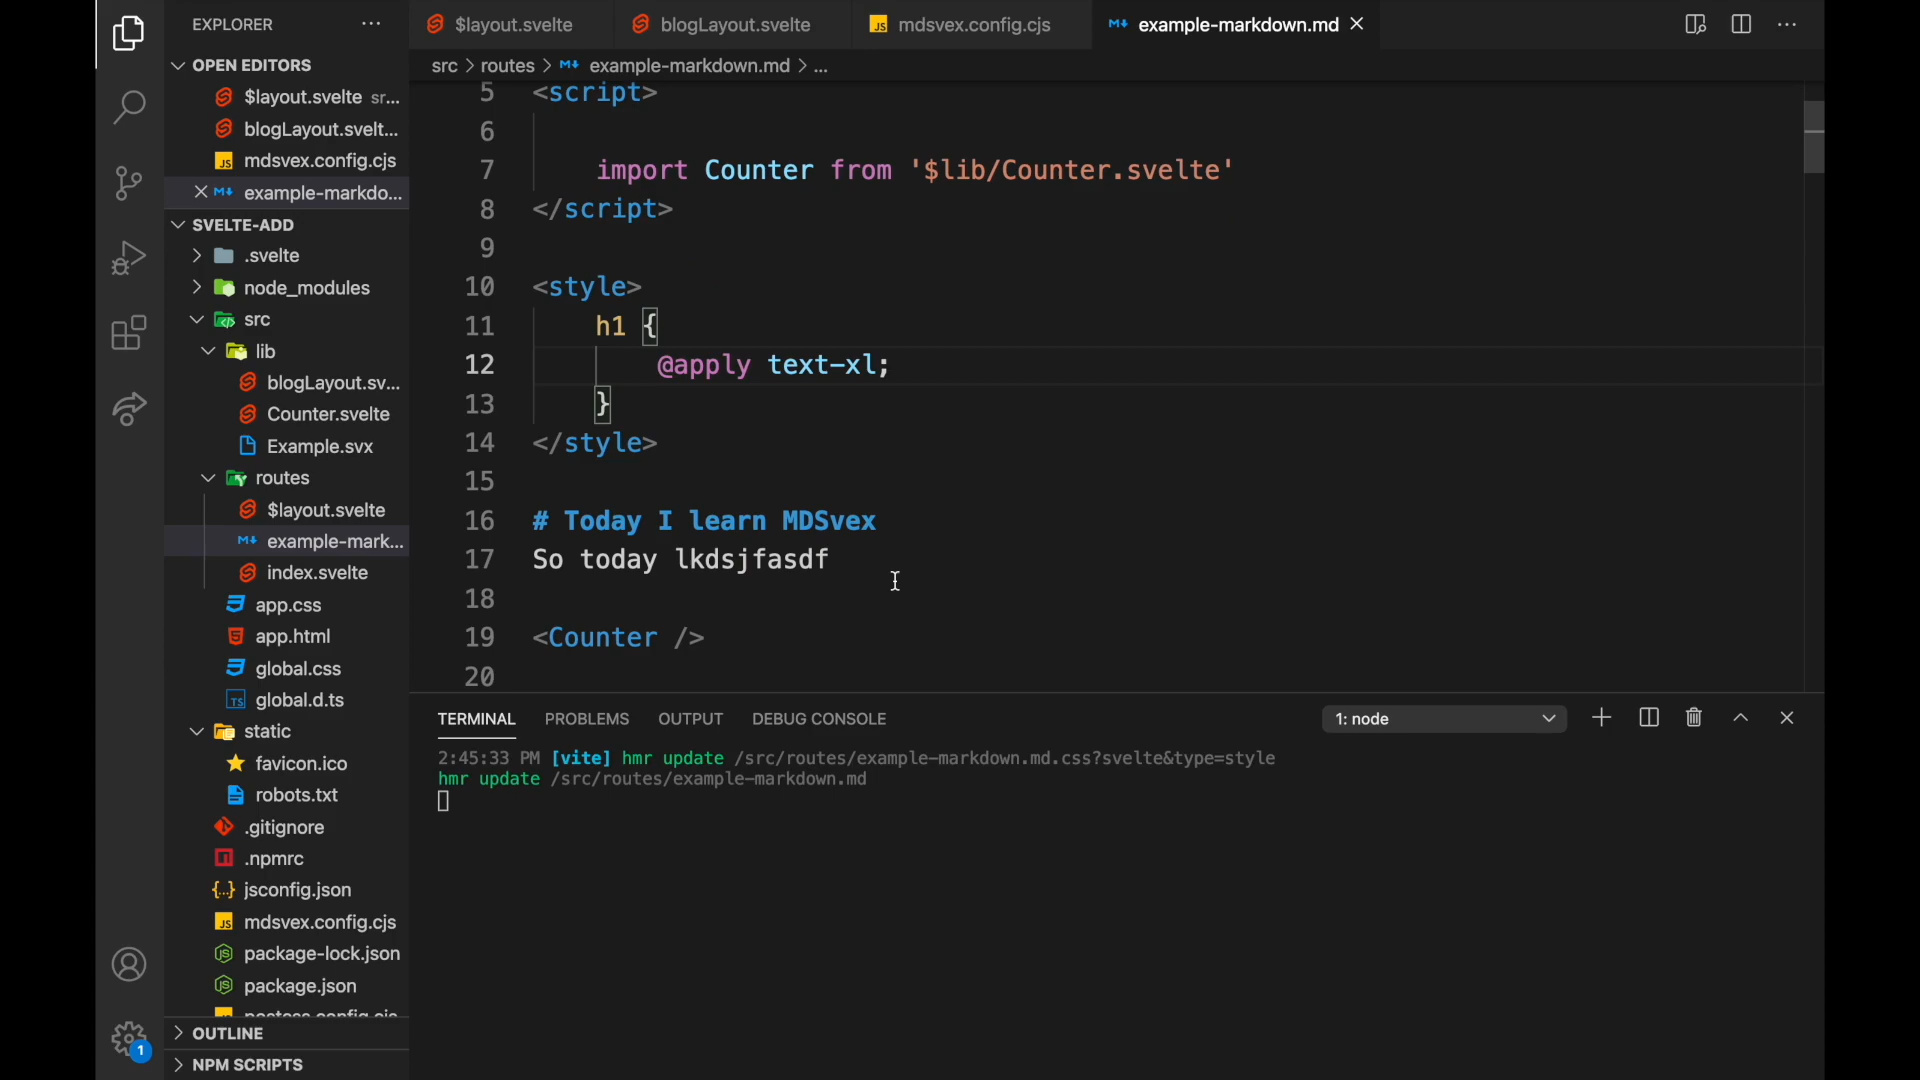 EXPLORER
OPEN EDITORS
$layout.svelte sr...
blogLayout.svelt...
mdsvex.config.cjs
example-markdo...
SVELTE-ADD
.svelte
node_modules
src
lib
blogLayout.sv...
Counter.svelte
Example.svx
routes
$layout.svelte
example-mark...
index.svelte
app.css
app.html
global.css
global.d.ts
static
favicon.ico
robots.txt
.gitignore
.npmrc
jsconfig.json
mdsvex.config.cjs
package-lock.json
package.json
postcss.config.cjs
OUTLINE
NPM SCRIPTS
1
$layout.svelte
blogLayout.svelte
mdsvex.config.cjs
example-markdown.md
src > routes > example-markdown.md > ...
5 <script>
6
7 import Counter from '$lib/Counter.svelte'
8 </script>
9
10 <style>
11 h1 {
12 @apply text-xl;
13 }
14 </style>
15
16 # Today I learn MDSvex
17 So today lkdsjfasdf
18
19 <Counter />
20
TERMINAL PROBLEMS OUTPUT DEBUG CONSOLE
1: node
2:45:33 PM [vite] hmr update /src/routes/example-markdown.md.css?svelte&type=style
hmr update /src/routes/example-markdown.md